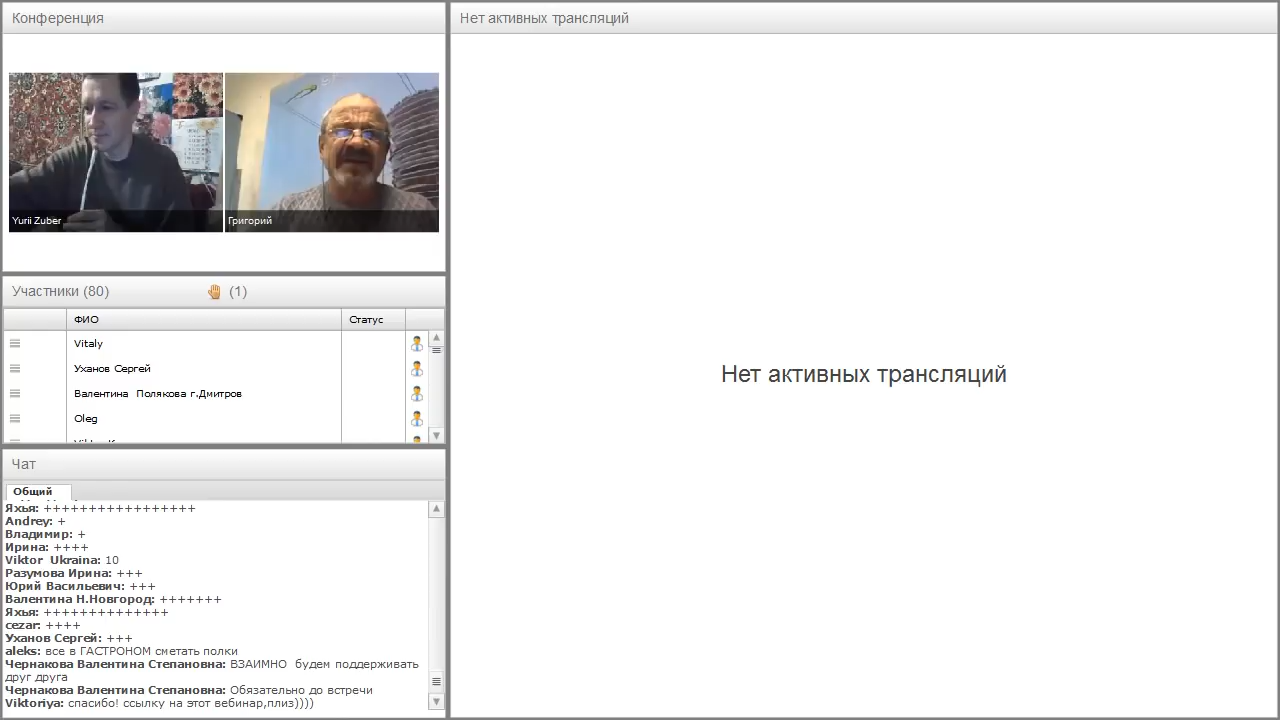 Конференция
Нет активных трансляций
Yurii Zuber
Григорий
Участники (80)
(1)
ФИО
Статус
Vitaly
Уханов Сергей
Валентина Полякова г.Дмитров
Oleg
Нет активных трансляций
Чат
Общий
Яхья: +++++++++++++++++
Andrey: +
Владимир: +
Ирина: ++++
Viktor Ukraina: 10
Разумова Ирина: +++
Юрий Васильевич: +++
Валентина Н.Новгород: +++++++
Яхья: ++++++++++++++
cezar: ++++
Уханов Сергей: +++
aleks: все в ГАСТРОНОМ сметать полки
Чернакова Валентина Степановна: ВЗАИМНО будем поддерживать
друг друга
Чернакова Валентина Степановна: Обязательно до встречи
Viktoriya: спасибо! ссылку на этот вебинар,плиз))))